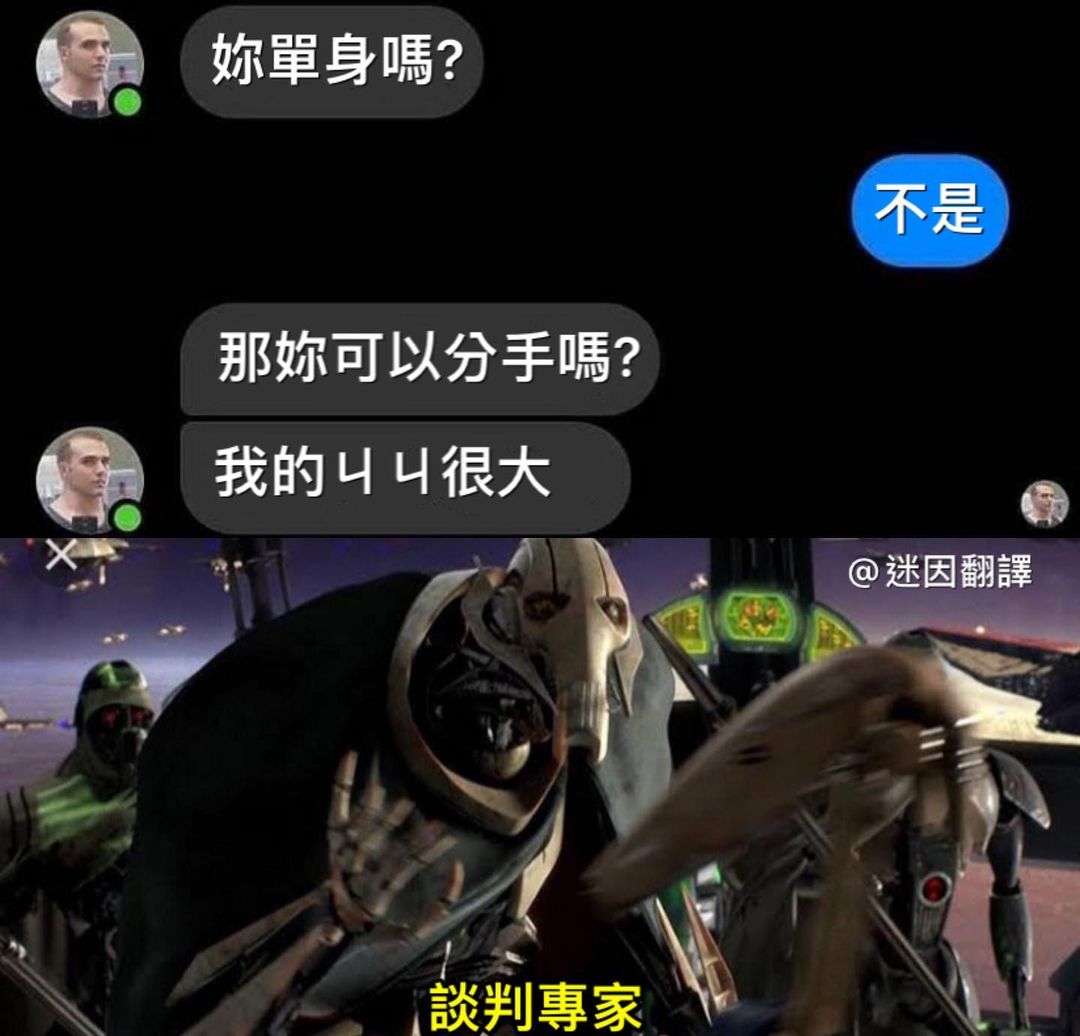 妳單身嗎?
不是
那妳可以分手嗎?
我的ㄐㄐ很大
@迷因翻譯
談判專家